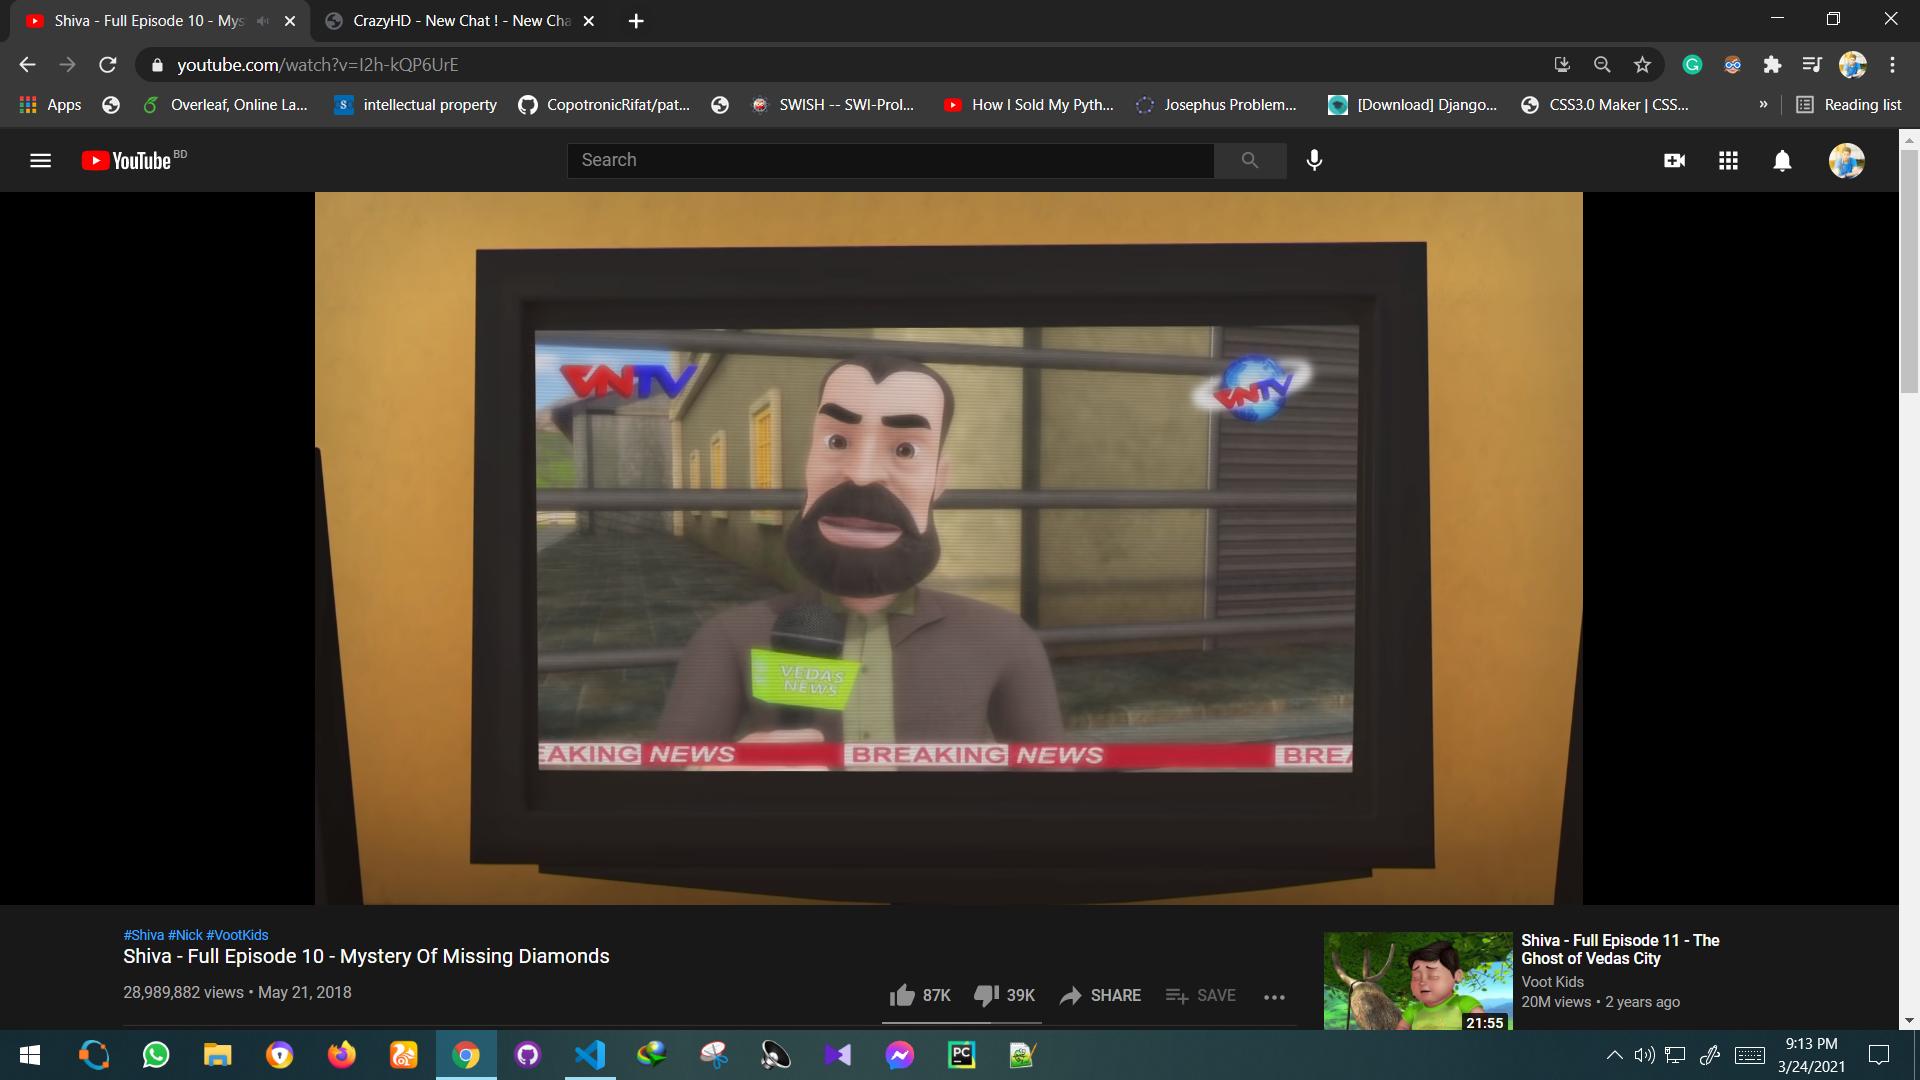 Shiva - Full Episode 10 - Mys
CrazyHD - New Chat ! - New Cha
youtube.com/watch?v=I2h-kQP6UrE
Apps
Overleaf, Online La...
intellectual property
CopotronicRifat/pat...
SWISH -- SWI-Prol...
How I Sold My Pyth...
Josephus Problem...
[Download] Django...
CSS3.0 Maker | CSS...
»
Reading list
YouTube BD
Search
VNTV
VNTV
VEDAS
NEWS
EAKING NEWS BREAKING NEWS BREA
#Shiva #Nick #VootKids
Shiva - Full Episode 10 - Mystery Of Missing Diamonds
28,989,882 views • May 21, 2018
87K
39K
SHARE
SAVE
Shiva - Full Episode 11 - The
Ghost of Vedas City
Voot Kids
20M views • 2 years ago
21:55
PC
9:13 PM
3/24/2021